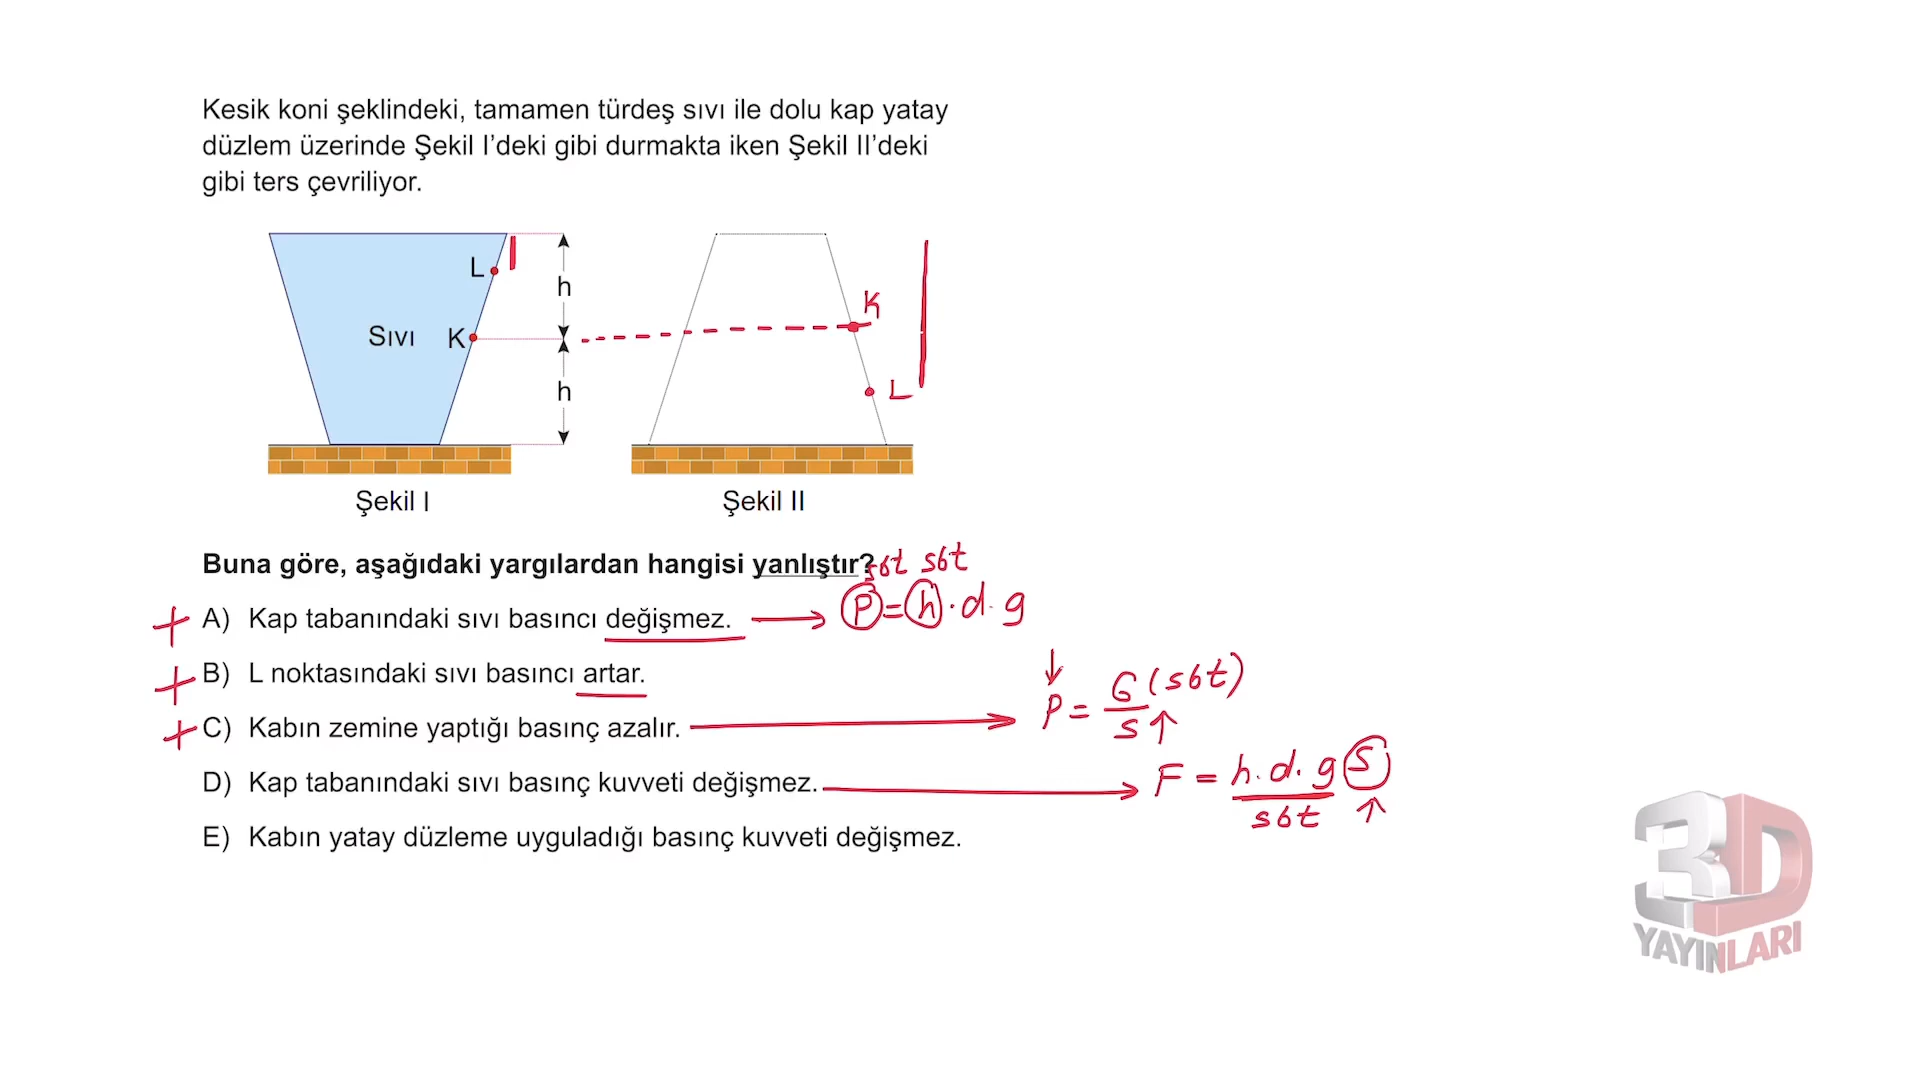 Kesik koni şeklindeki, tamamen türdeş sıvı ile dolu kap yatay
düzlem üzerinde Şekil I'deki gibi durmakta iken Şekil II'deki
gibi ters çevriliyor.
L
h
Sıvı
K
h
K
L
Şekil I
Şekil II
Buna göre, aşağıdaki yargılardan hangisi yanlıştır?
sbt sbt
A) Kap tabanındaki sıvı basıncı değişmez.
P = h . d . g
B) L noktasındaki sıvı basıncı artar.
G (sbt)
P =
S
C) Kabın zemine yaptığı basınç azalır.
D) Kap tabanındaki sıvı basınç kuvveti değişmez.
F = h . d . g S
sbt
E) Kabın yatay düzleme uyguladığı basınç kuvveti değişmez.
3D
YAYINLARI